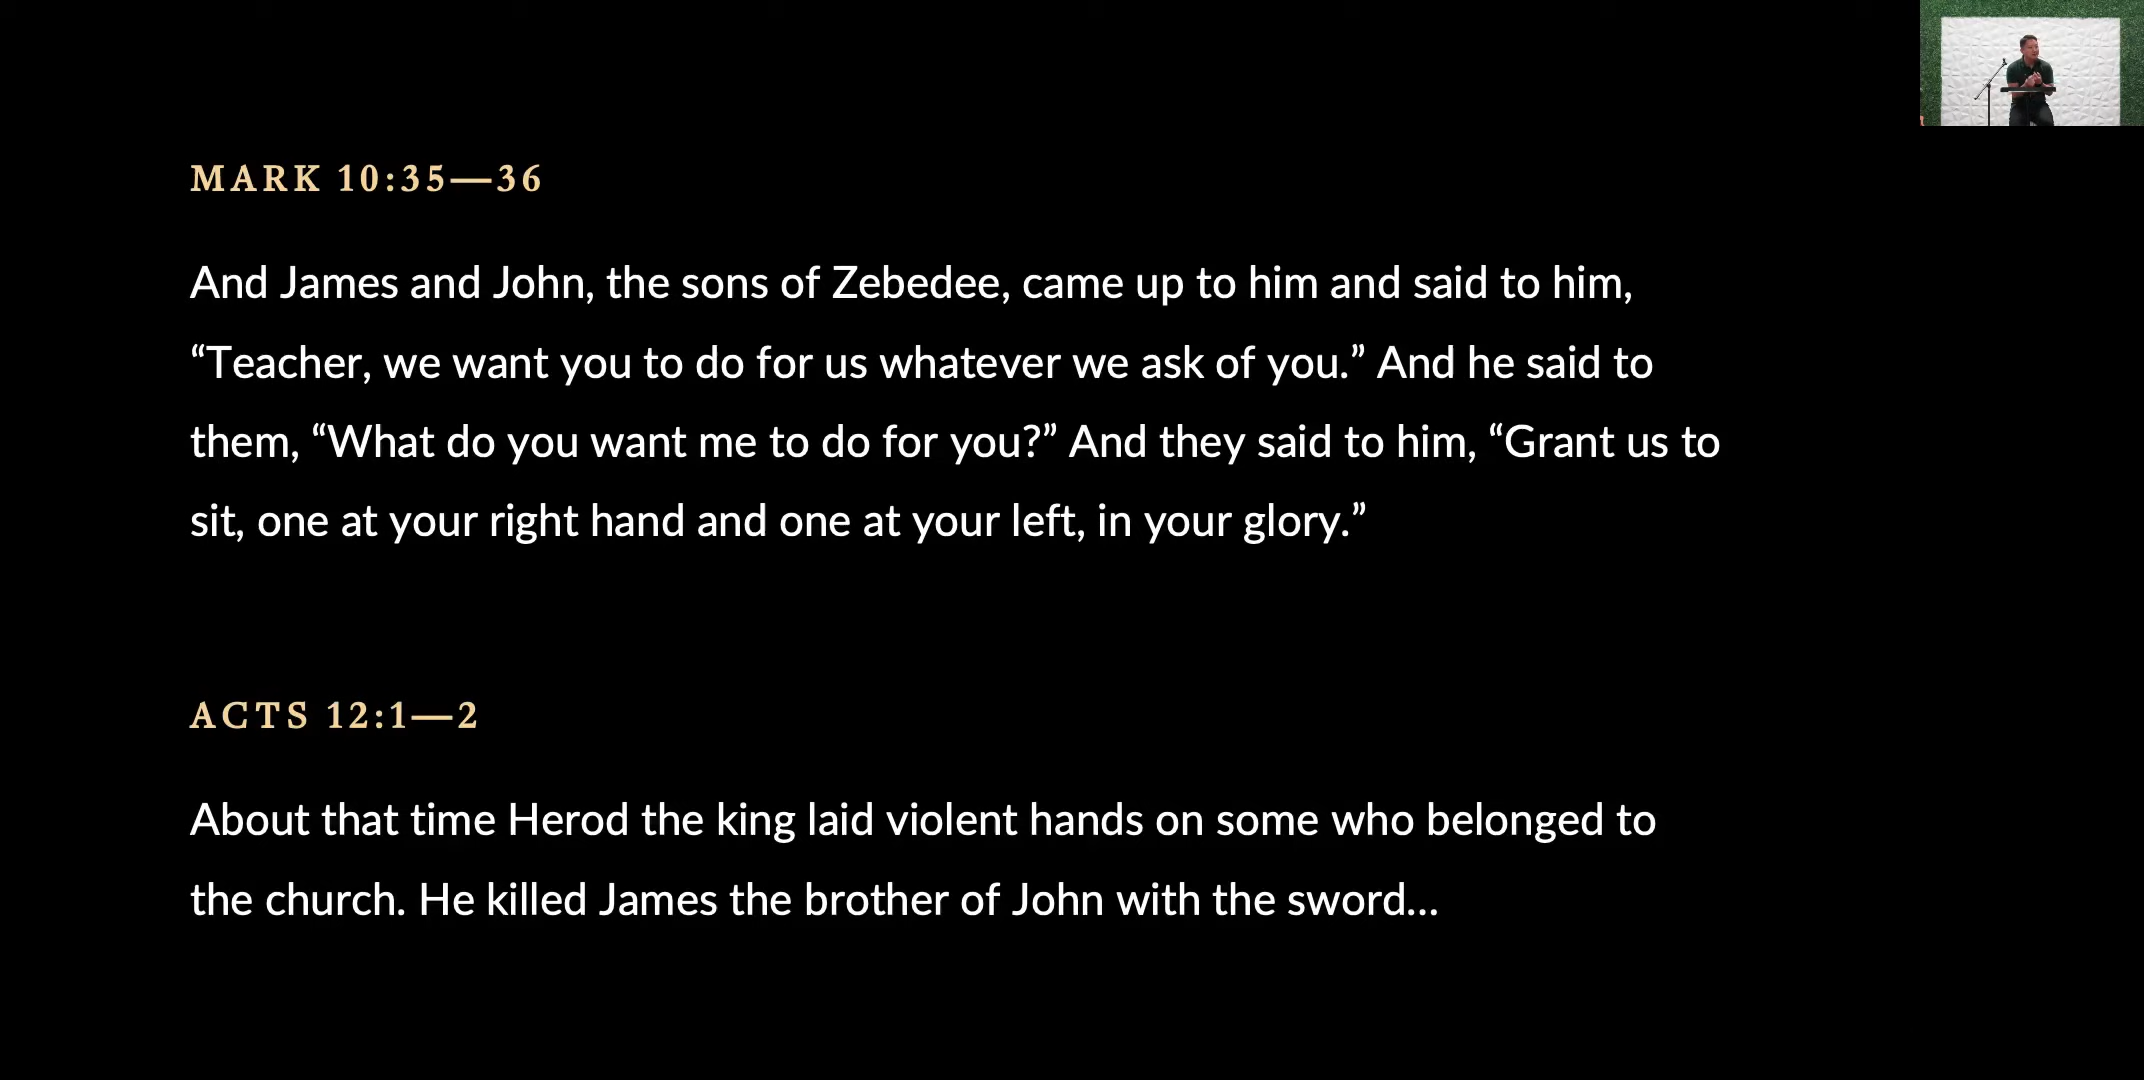 MARK 10:35—36
And James and John, the sons of Zebedee, came up to him and said to him,
“Teacher, we want you to do for us whatever we ask of you.” And he said to
them, “What do you want me to do for you?” And they said to him, “Grant us to
sit, one at your right hand and one at your left, in your glory.”
ACTS 12:1—2
About that time Herod the king laid violent hands on some who belonged to
the church. He killed James the brother of John with the sword...